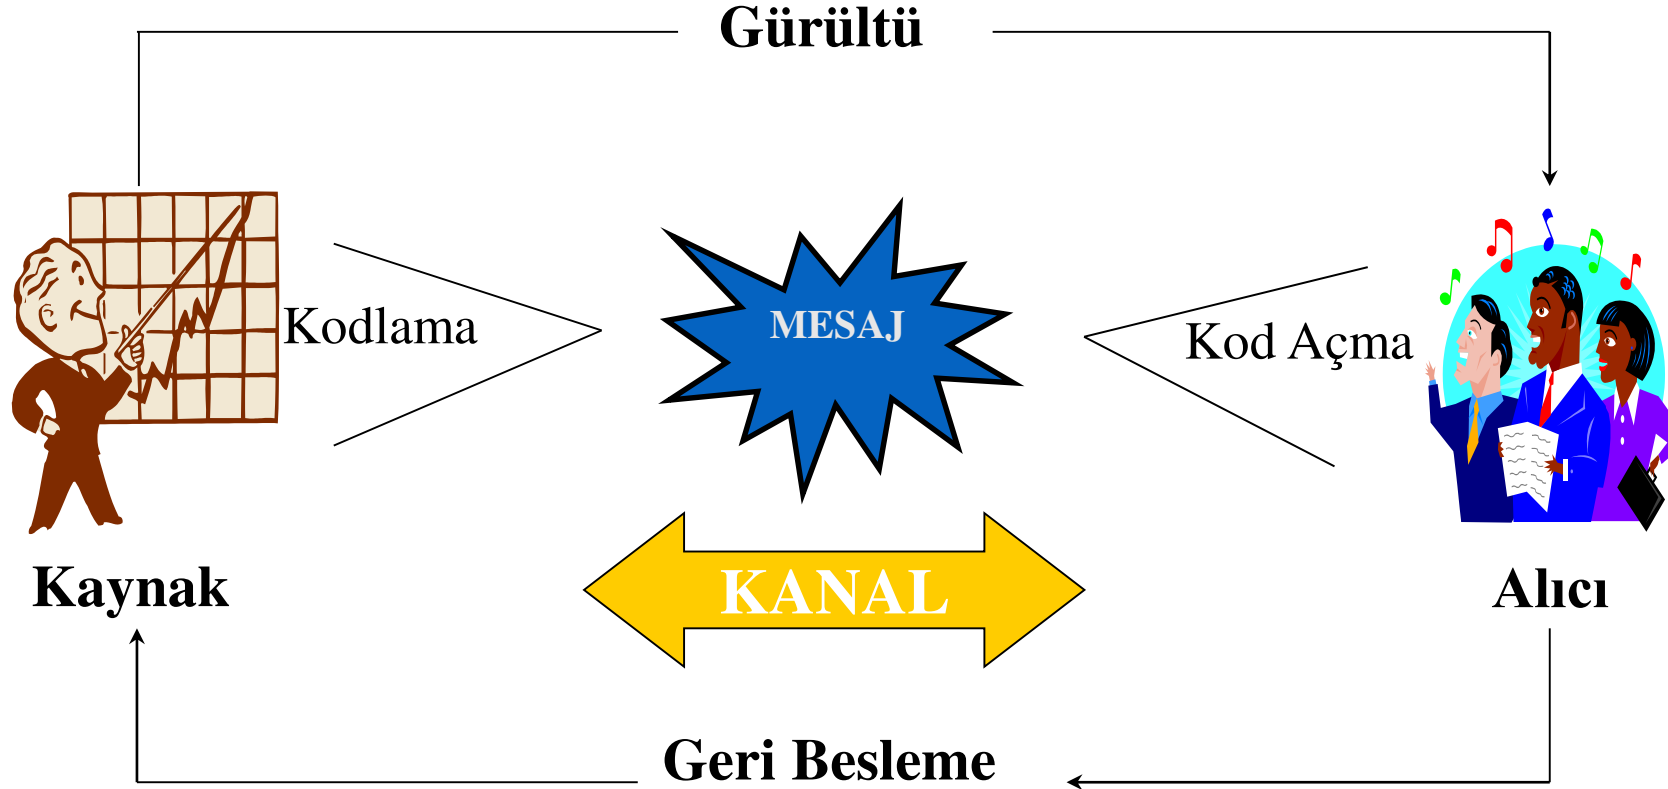 Gürültü
Kodlama
MESAJ
Kod Açma
Kaynak
KANAL
Alıcı
Geri Besleme